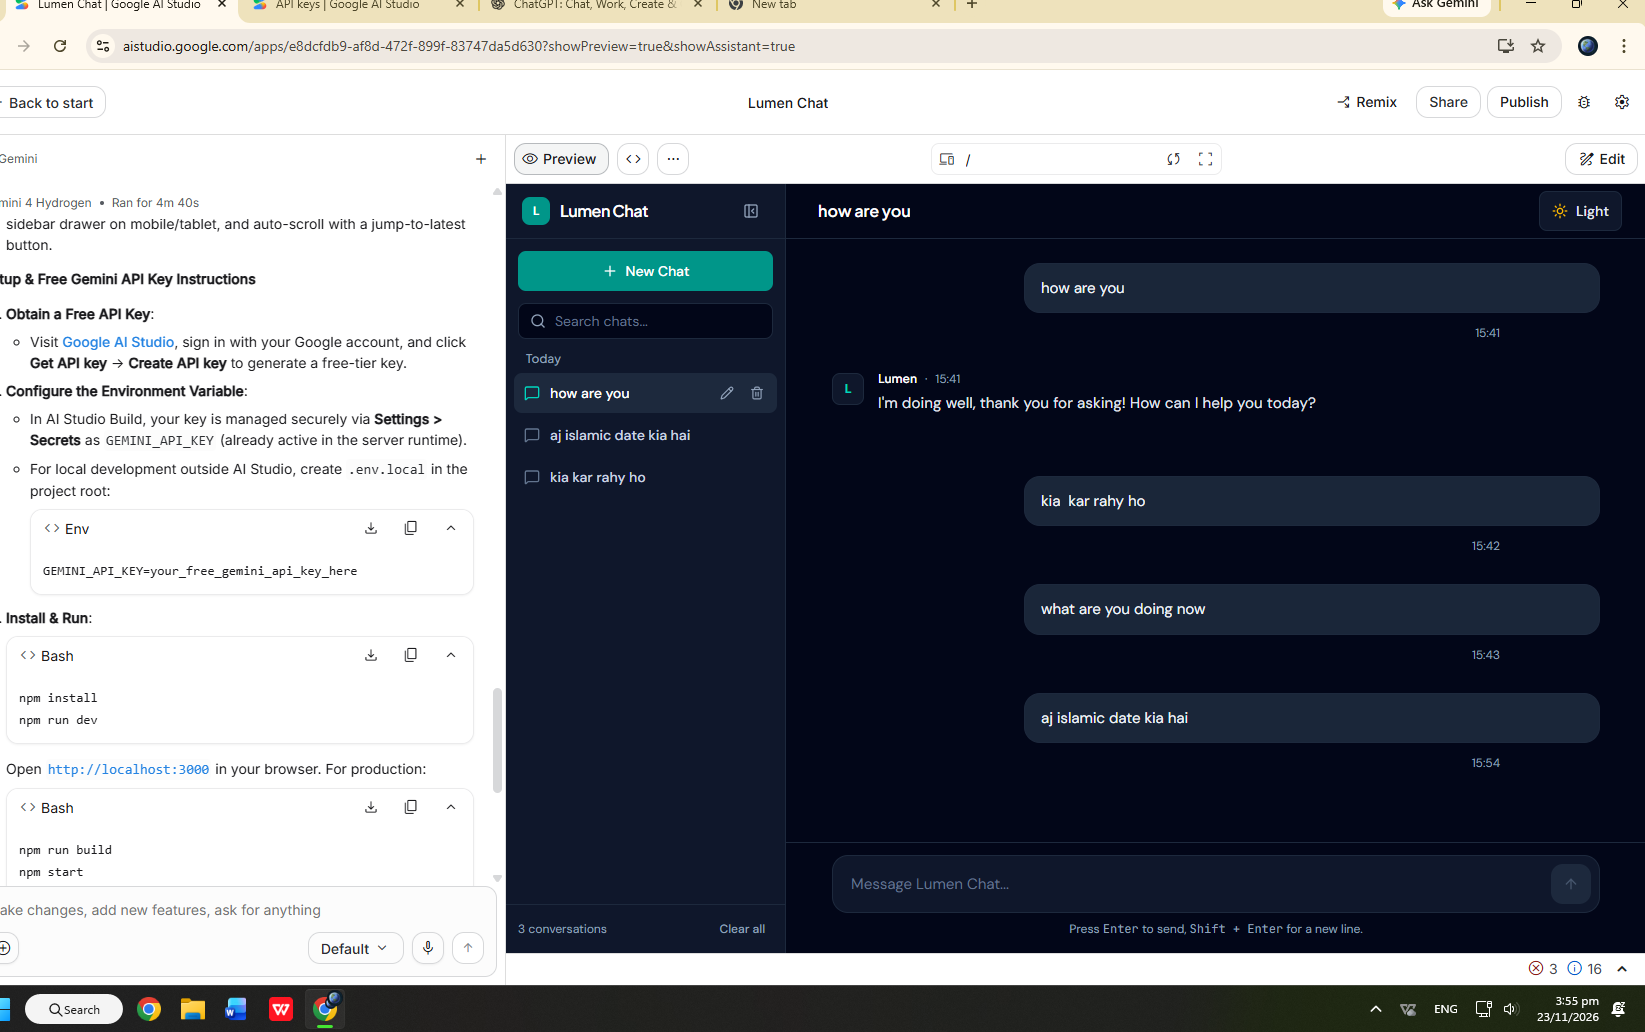 Lumen Chat | Google AI Studio
API keys | Google AI Studio
ChatGPT: Chat, Work, Create &
New tab
Ask Gemini
aistudio.google.com/apps/e8dcfdb9-af8d-472f-899f-83747da5d630?showPreview=true&showAssistant=true
Back to start
Lumen Chat
Remix
Share
Publish
Gemini
Preview
/
Edit
mini 4 Hydrogen • Ran for 4m 40s
sidebar drawer on mobile/tablet, and auto-scroll with a jump-to-latest
button.
tup & Free Gemini API Key Instructions
. Obtain a Free API Key:
Visit Google AI Studio, sign in with your Google account, and click
Get API key → Create API key to generate a free-tier key.
. Configure the Environment Variable:
In AI Studio Build, your key is managed securely via Settings >
Secrets as GEMINI_API_KEY (already active in the server runtime).
For local development outside AI Studio, create .env.local in the
project root:
<> Env
GEMINI_API_KEY=your_free_gemini_api_key_here
. Install & Run:
<> Bash
npm install
npm run dev
Open http://localhost:3000 in your browser. For production:
<> Bash
npm run build
npm start
ake changes, add new features, ask for anything
Default
L
Lumen Chat
+ New Chat
Search chats...
Today
how are you
aj islamic date kia hai
kia kar rahy ho
3 conversations
Clear all
how are you
Light
how are you
15:41
L
Lumen · 15:41
I'm doing well, thank you for asking! How can I help you today?
kia kar rahy ho
15:42
what are you doing now
15:43
aj islamic date kia hai
15:54
Message Lumen Chat...
Press Enter to send, Shift + Enter for a new line.
3
16
Search
ENG
3:55 pm
23/11/2026